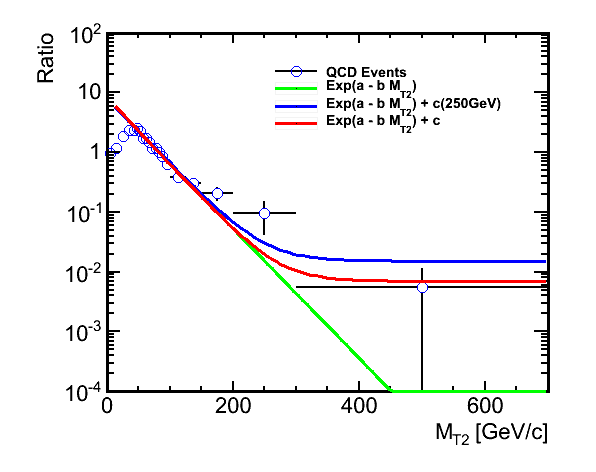 Ratio
10²
10
1
10⁻¹
10⁻²
10⁻³
10⁻⁴
0 200 400 600
M_T2 [GeV/c]
QCD Events
Exp(a - b M_T2)
Exp(a - b M_T2) + c(250GeV)
Exp(a - b M_T2) + c